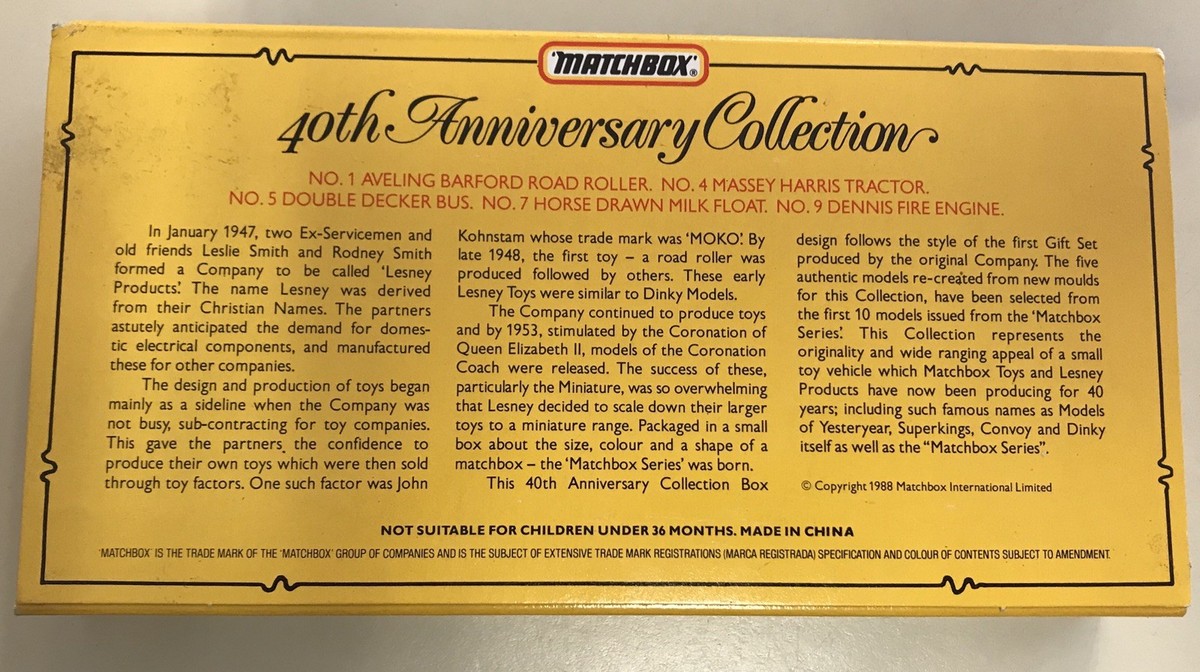 'MATCHBOX'®
40th Anniversary Collection
NO. 1 AVELING BARFORD ROAD ROLLER. NO. 4 MASSEY HARRIS TRACTOR.
NO. 5 DOUBLE DECKER BUS. NO. 7 HORSE DRAWN MILK FLOAT. NO. 9 DENNIS FIRE ENGINE.
In January 1947, two Ex-Servicemen and
old friends Leslie Smith and Rodney Smith
formed a Company to be called 'Lesney
Products'. The name Lesney was derived
from their Christian Names. The partners
astutely anticipated the demand for domes-
tic electrical components, and manufactured
these for other companies.
The design and production of toys began
mainly as a sideline when the Company was
not busy, sub-contracting for toy companies.
This gave the partners the confidence to
produce their own toys which were then sold
through toy factors. One such factor was John
Kohnstam whose trade mark was 'MOKO'. By
late 1948, the first toy – a road roller was
produced followed by others. These early
Lesney Toys were similar to Dinky Models.
The Company continued to produce toys
and by 1953, stimulated by the Coronation of
Queen Elizabeth II, models of the Coronation
Coach were released. The success of these,
particularly the Miniature, was so overwhelming
that Lesney decided to scale down their larger
toys to a miniature range. Packaged in a small
box about the size, colour and a shape of a
matchbox – the 'Matchbox Series' was born.
This 40th Anniversary Collection Box
design follows the style of the first Gift Set
produced by the original Company. The five
authentic models re-created from new moulds
for this Collection, have been selected from
the first 10 models issued from the 'Matchbox
Series'. This Collection represents the
originality and wide ranging appeal of a small
toy vehicle which Matchbox Toys and Lesney
Products have now been producing for 40
years; including such famous names as Models
of Yesteryear, Superkings, Convoy and Dinky
itself as well as the "Matchbox Series".
© Copyright 1988 Matchbox International Limited
NOT SUITABLE FOR CHILDREN UNDER 36 MONTHS. MADE IN CHINA
'MATCHBOX' IS THE TRADE MARK OF THE 'MATCHBOX' GROUP OF COMPANIES AND IS THE SUBJECT OF EXTENSIVE TRADE MARK REGISTRATIONS (MARCA REGISTRADA) SPECIFICATION AND COLOUR OF CONTENTS SUBJECT TO AMENDMENT.